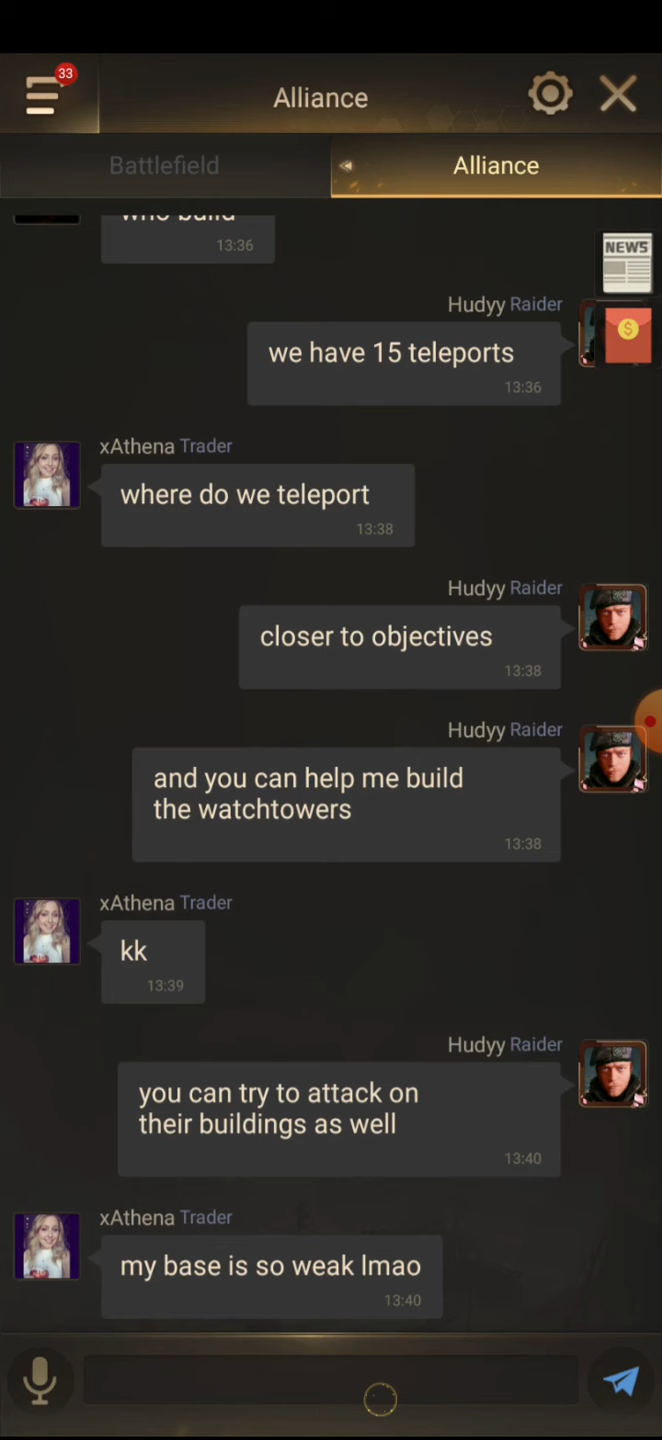 33
Alliance
Battlefield
Alliance
who build
13:36
NEWS
Hudyy Raider
$
we have 15 teleports
13:36
xAthena Trader
where do we teleport
13:38
Hudyy Raider
closer to objectives
13:38
Hudyy Raider
and you can help me build
the watchtowers
13:38
xAthena Trader
kk
13:39
Hudyy Raider
you can try to attack on
their buildings as well
13:40
xAthena Trader
my base is so weak lmao
13:40